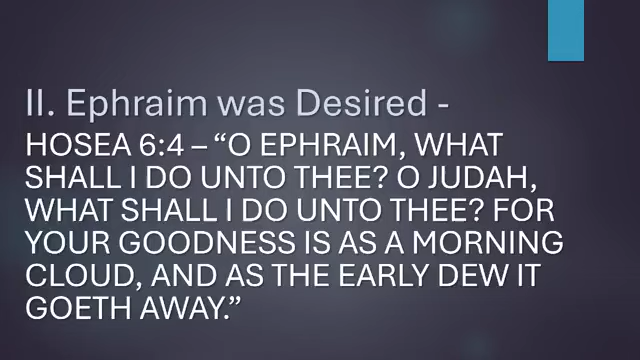 II. Ephraim was Desired -
HOSEA 6:4 – “O EPHRAIM, WHAT
SHALL I DO UNTO THEE? O JUDAH,
WHAT SHALL I DO UNTO THEE? FOR
YOUR GOODNESS IS AS A MORNING
CLOUD, AND AS THE EARLY DEW IT
GOETH AWAY.”